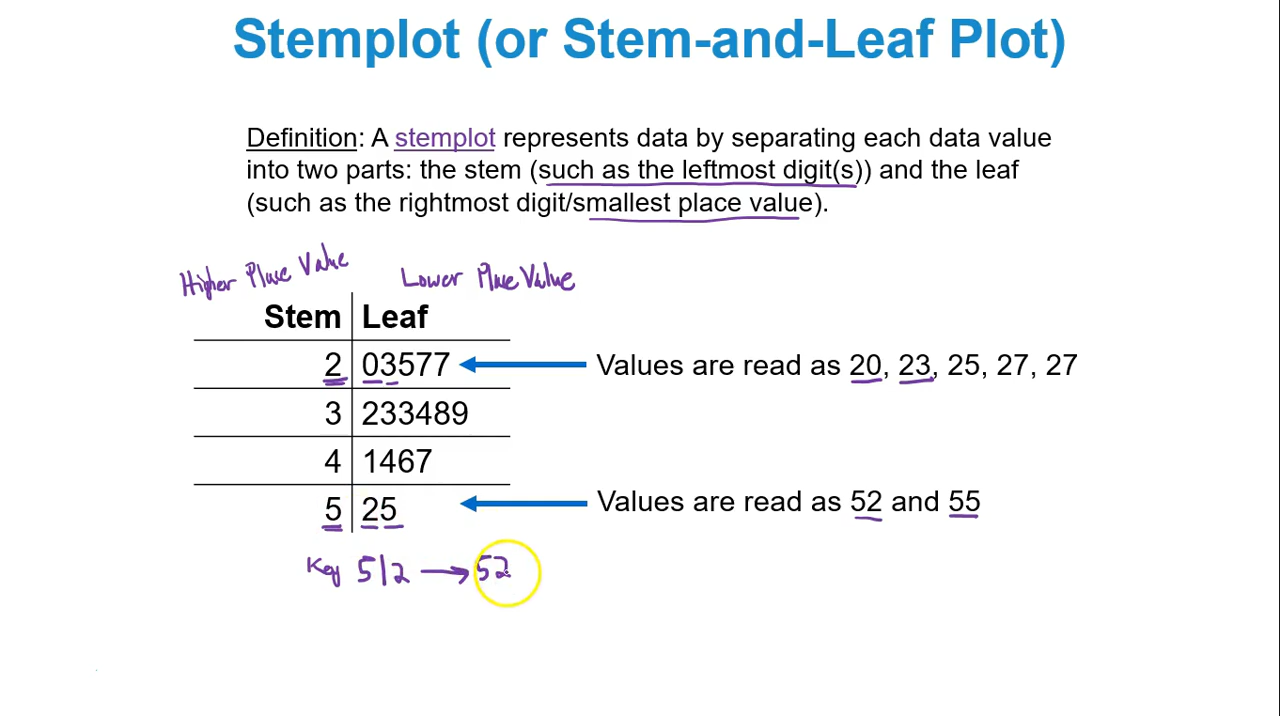 Stemplot (or Stem-and-Leaf Plot)
Definition: A stemplot represents data by separating each data value
into two parts: the stem (such as the leftmost digit(s)) and the leaf
(such as the rightmost digit/smallest place value).
Higher Place Value Lower Place Value
Stem Leaf
2 03577 Values are read as 20, 23, 25, 27, 27
3 233489
4 1467
5 25 Values are read as 52 and 55
Key 5|2 → 52